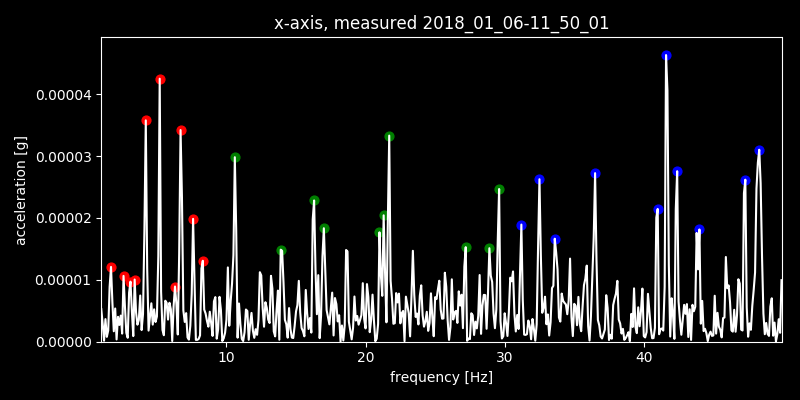 x-axis, measured 2018_01_06-11_50_01
acceleration [g]
0.00004
0.00003
0.00002
0.00001
0.00000
10 20 30 40
frequency [Hz]